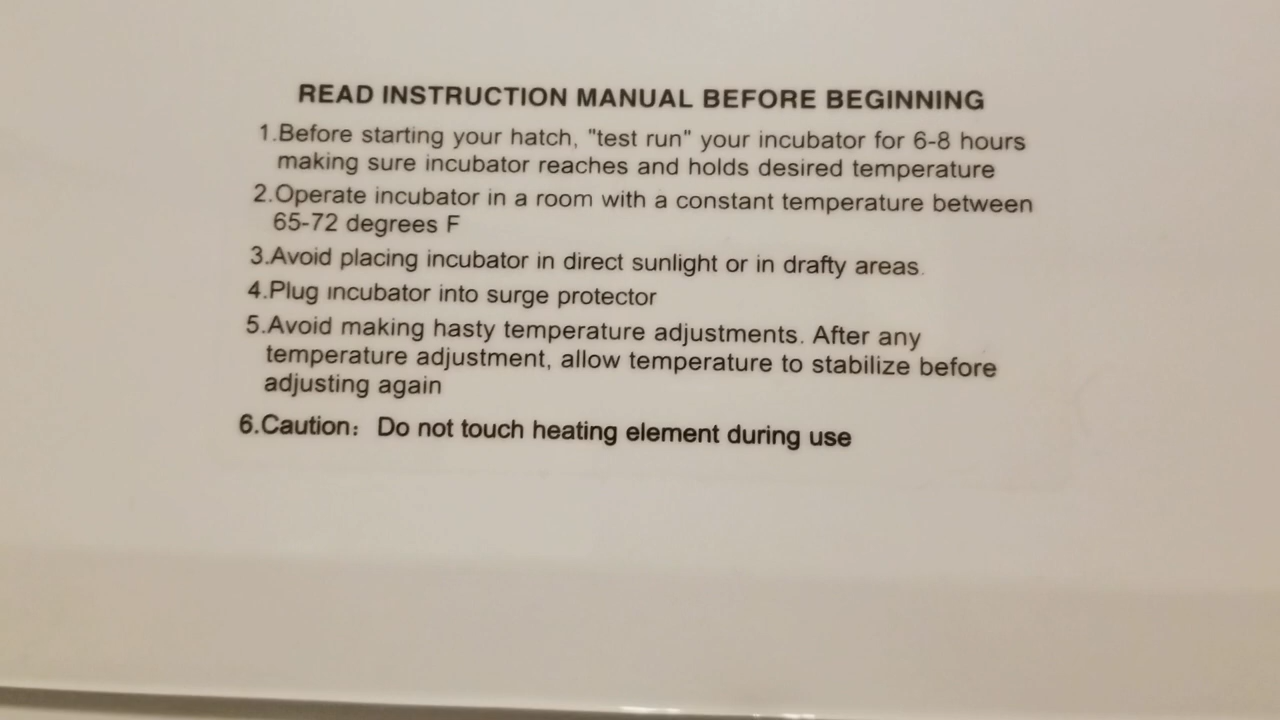 READ INSTRUCTION MANUAL BEFORE BEGINNING
1.Before starting your hatch, "test run" your incubator for 6-8 hours
making sure incubator reaches and holds desired temperature
2.Operate incubator in a room with a constant temperature between
65-72 degrees F
3.Avoid placing incubator in direct sunlight or in drafty areas.
4.Plug incubator into surge protector
5.Avoid making hasty temperature adjustments. After any
temperature adjustment, allow temperature to stabilize before
adjusting again
6.Caution: Do not touch heating element during use